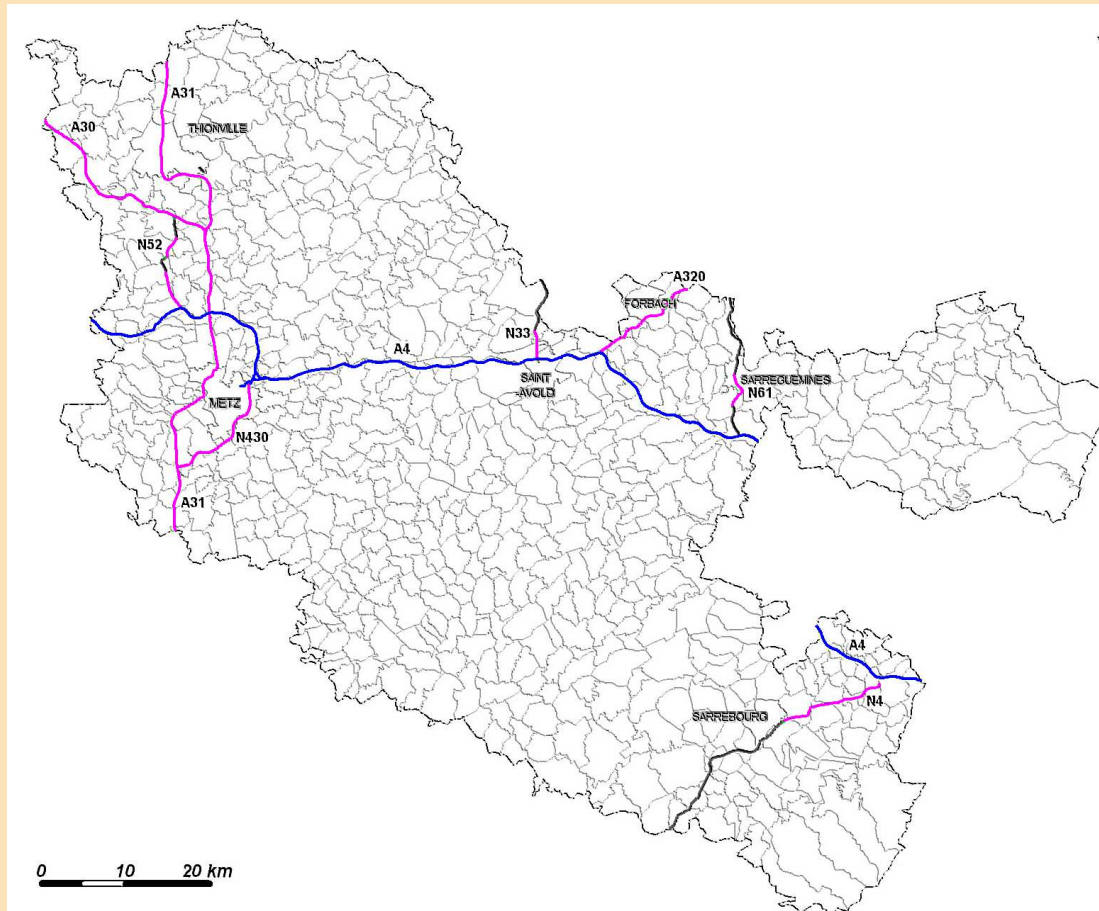 A31
A30
THIONVILLE
N52
A320
FORBACH
N33
A4
SAINT
-AVOLD
SARREGUEMINES
N61
METZ
N430
A31
A4
N4
SARREBOURG
0 10 20 km